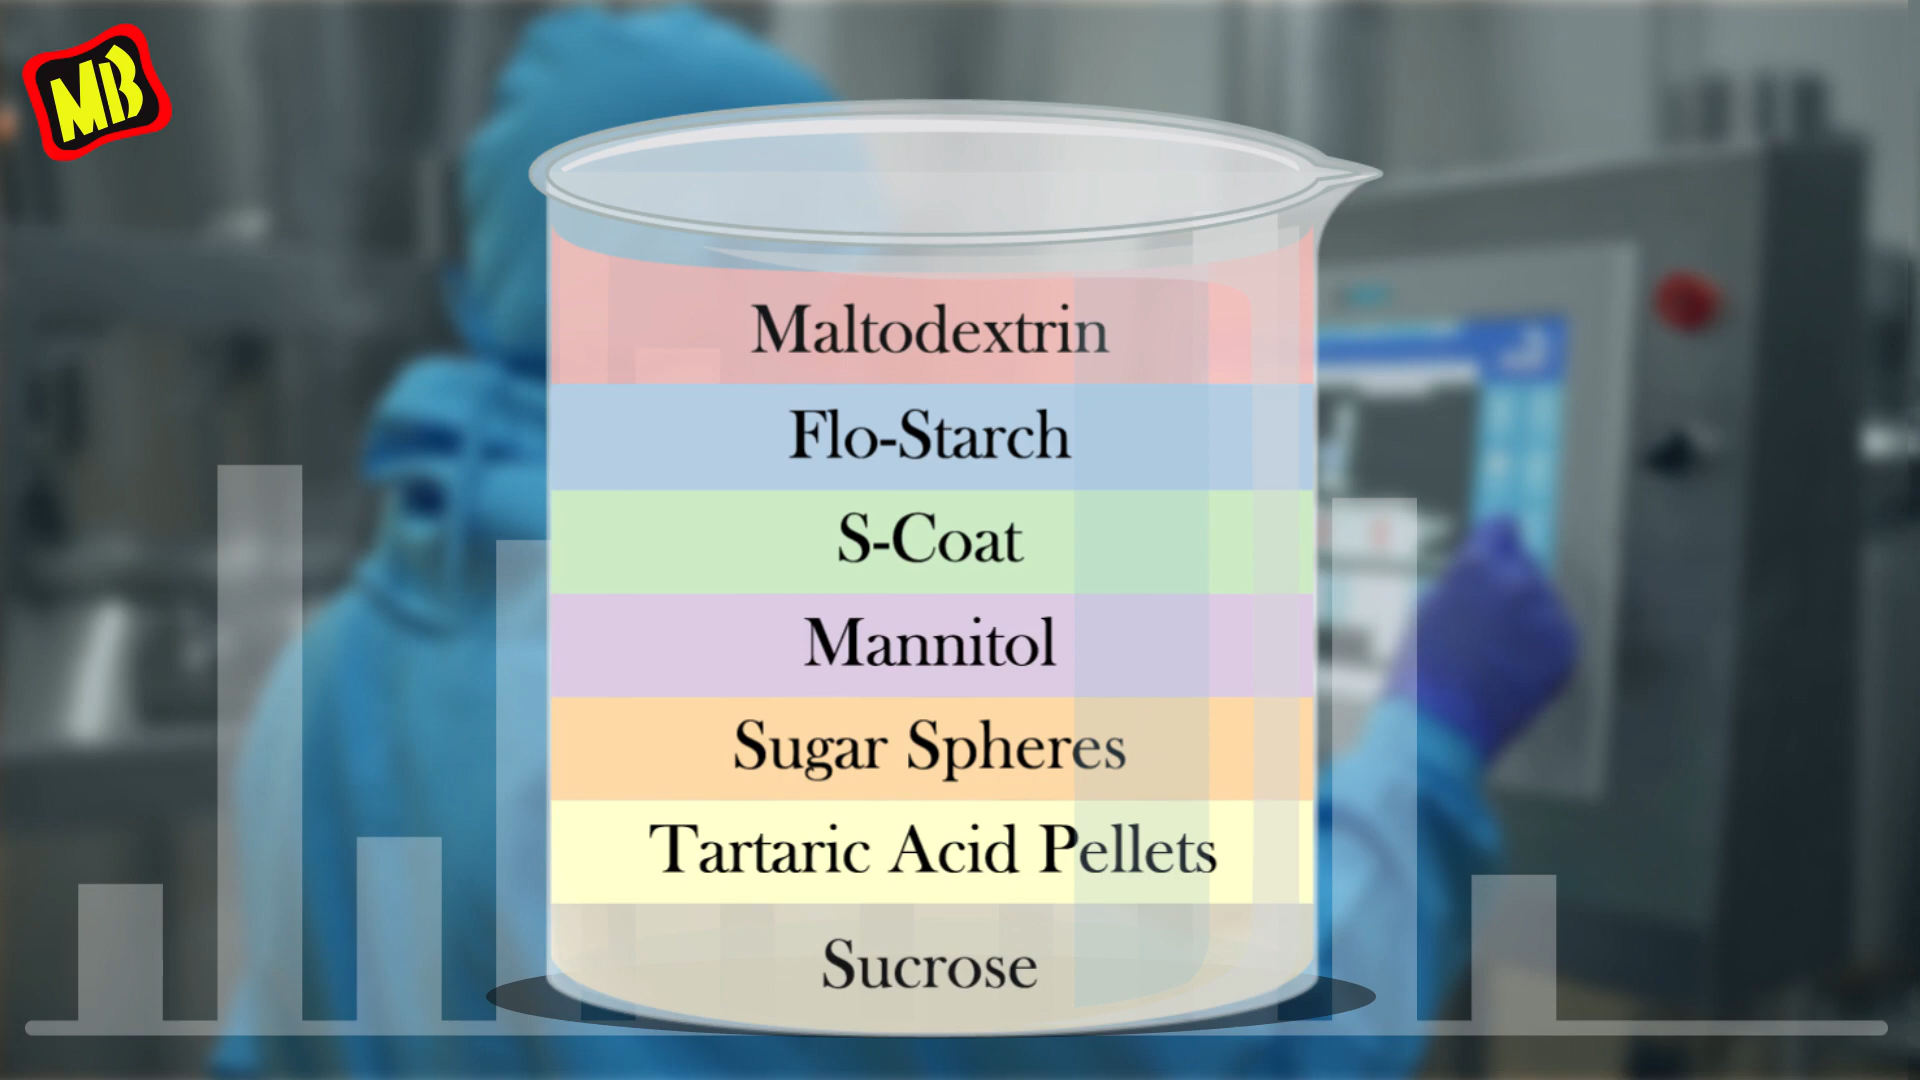 MB
Maltodextrin
Flo-Starch
S-Coat
Mannitol
Sugar Spheres
Tartaric Acid Pellets
Sucrose